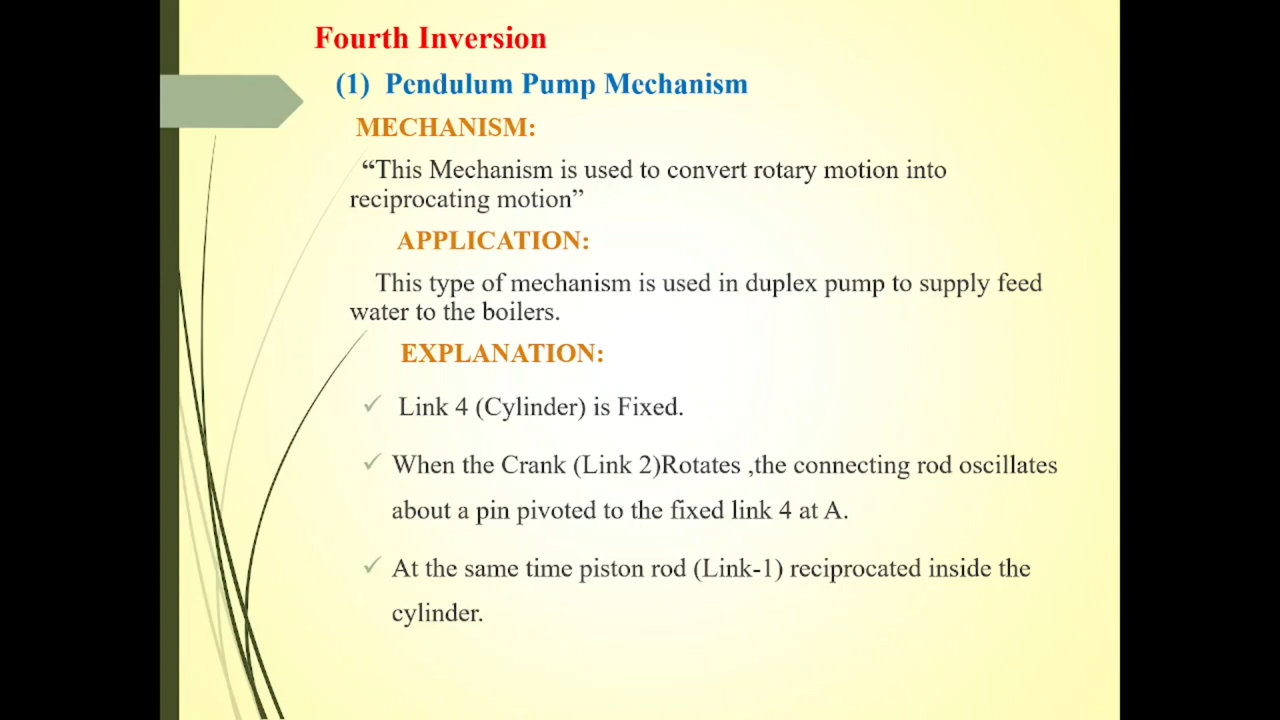 Fourth Inversion
(1) Pendulum Pump Mechanism
MECHANISM:
“This Mechanism is used to convert rotary motion into
reciprocating motion”
APPLICATION:
This type of mechanism is used in duplex pump to supply feed
water to the boilers.
EXPLANATION:
✓ Link 4 (Cylinder) is Fixed.
✓ When the Crank (Link 2)Rotates ,the connecting rod oscillates
about a pin pivoted to the fixed link 4 at A.
✓ At the same time piston rod (Link-1) reciprocated inside the
cylinder.